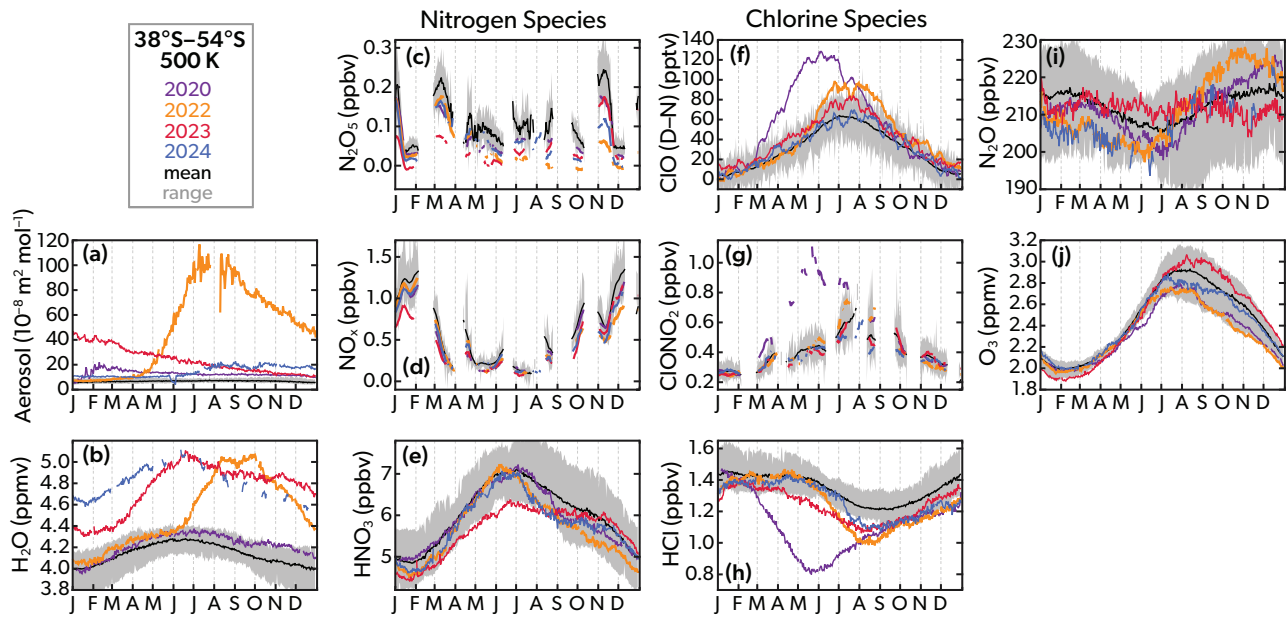 38°S–54°S
500 K
2020
2022
2023
2024
mean
range
Nitrogen Species
Chlorine Species
(a)
Aerosol (10⁻⁸ m² mol⁻¹)
120
100
80
60
40
20
0
J F M A M J J A S O N D
(b)
H₂O (ppmv)
5.0
4.8
4.6
4.4
4.2
4.0
3.8
J F M A M J J A S O N D
(c)
N₂O₅ (ppbv)
0.3
0.2
0.1
0.0
J F M A M J J A S O N D
(d)
NOₓ (ppbv)
1.5
1.0
0.5
0.0
J F M A M J J A S O N D
(e)
HNO₃ (ppbv)
7
6
5
J F M A M J J A S O N D
(f)
ClO (D–N) (pptv)
140
120
100
80
60
40
20
0
J F M A M J J A S O N D
(g)
ClONO₂ (ppbv)
1.0
0.8
0.6
0.4
0.2
J F M A M J J A S O N D
(h)
HCl (ppbv)
1.6
1.4
1.2
1.0
0.8
J F M A M J J A S O N D
(i)
N₂O (ppbv)
230
220
210
200
190
J F M A M J J A S O N D
(j)
O₃ (ppmv)
3.2
3.0
2.8
2.6
2.4
2.2
2.0
1.8
J F M A M J J A S O N D